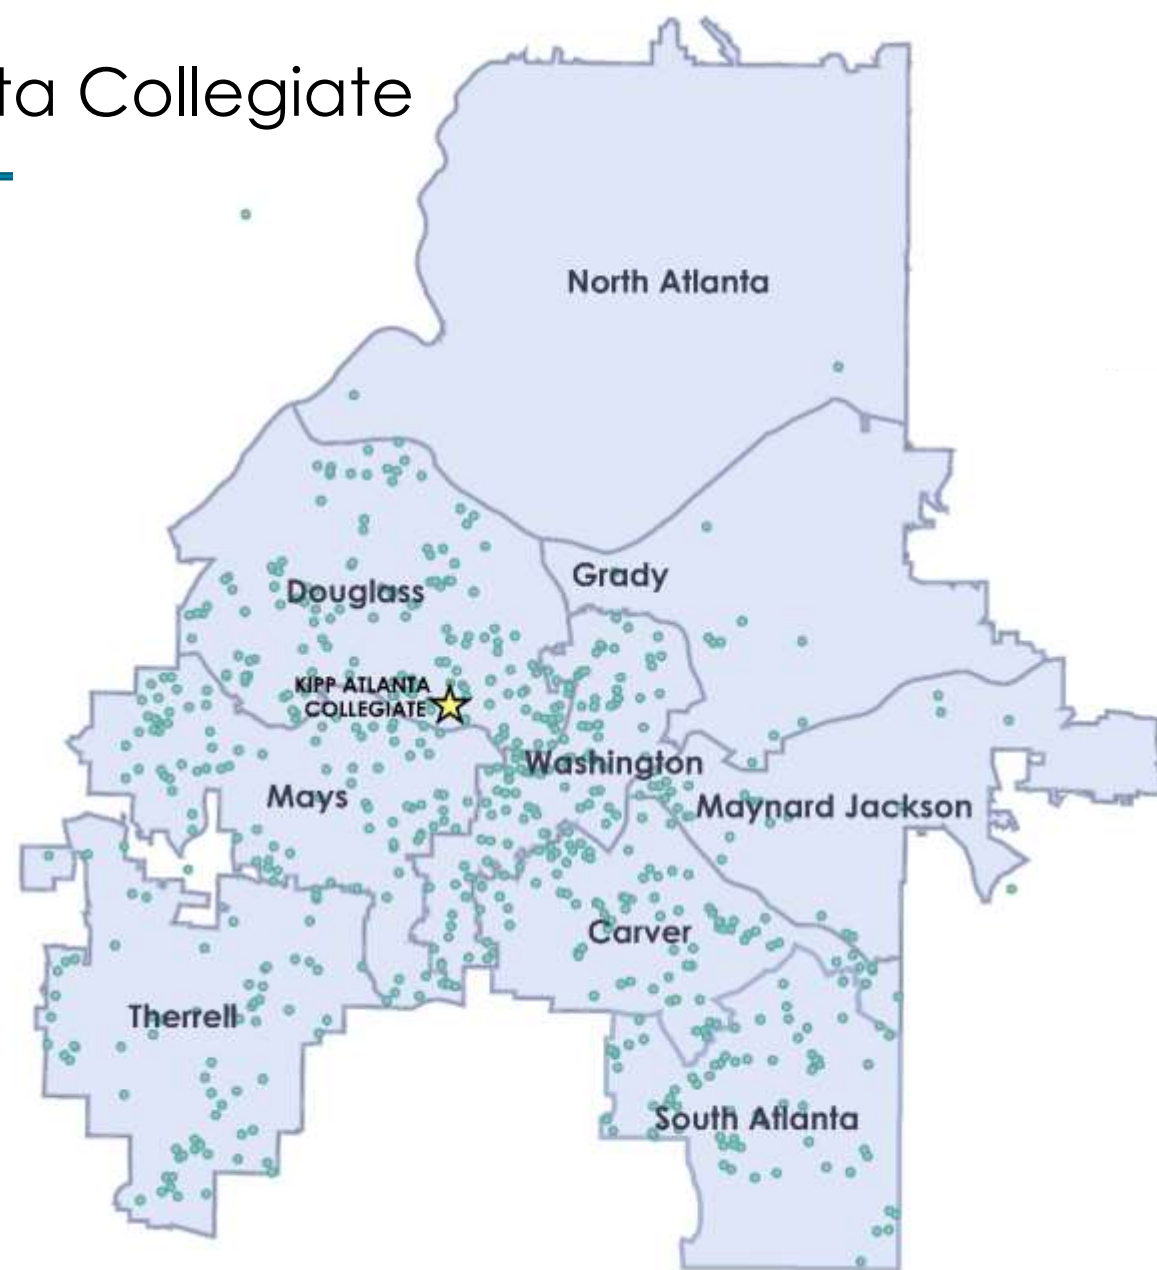 ta Collegiate
North Atlanta
Grady
Douglass
KIPP ATLANTA
COLLEGIATE
Washington
Mays
Maynard Jackson
Carver
Therrell
South Atlanta